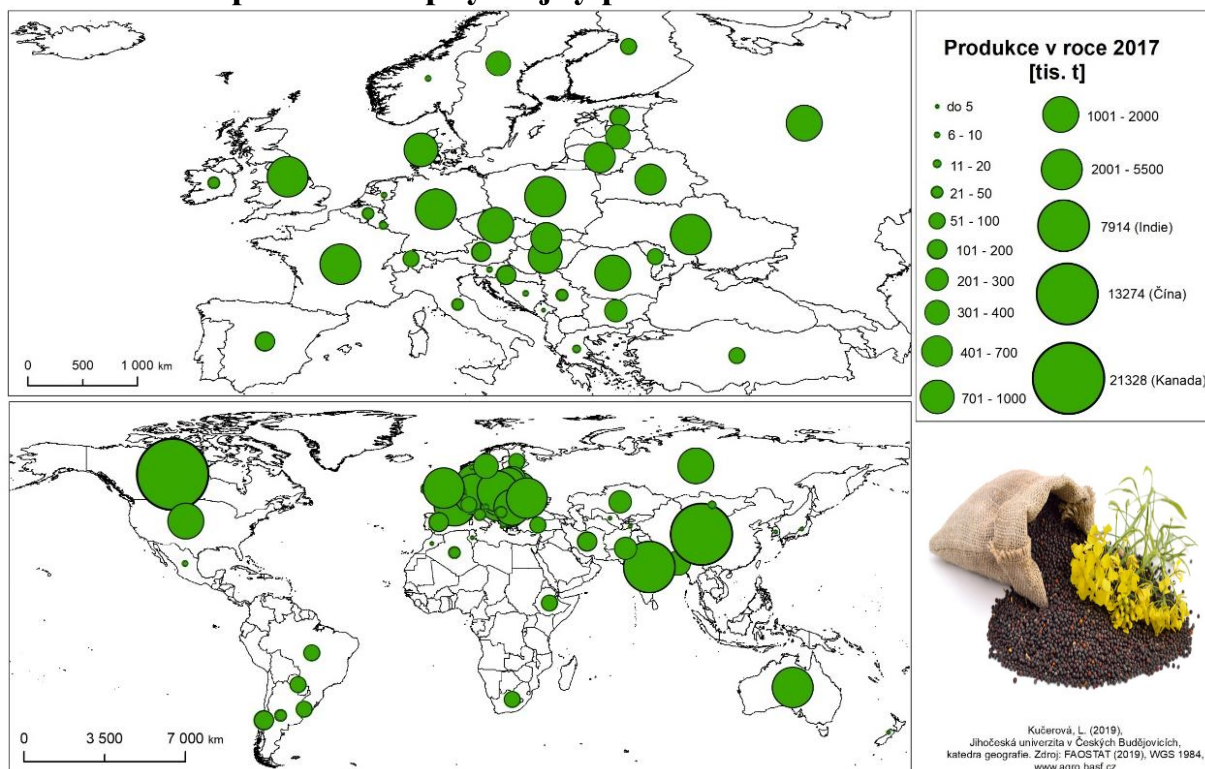 Produkce v roce 2017
[tis. t]
do 5
6 - 10
11 - 20
21 - 50
51 - 100
101 - 200
201 - 300
301 - 400
401 - 700
701 - 1000
1001 - 2000
2001 - 5500
7914 (Indie)
13274 (Čína)
21328 (Kanada)
0 500 1 000 km
0 3 500 7 000 km
Kučerová, L. (2019),
Jihočeská univerzita v Českých Budějovicích,
katedra geografie. Zdroj: FAOSTAT (2019), WGS 1984,
www.agro.basf.cz